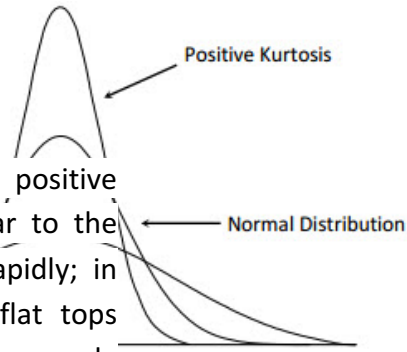 Positive Kurtosis
positive
ar to the
Normal Distribution
apidly; in
flat tops